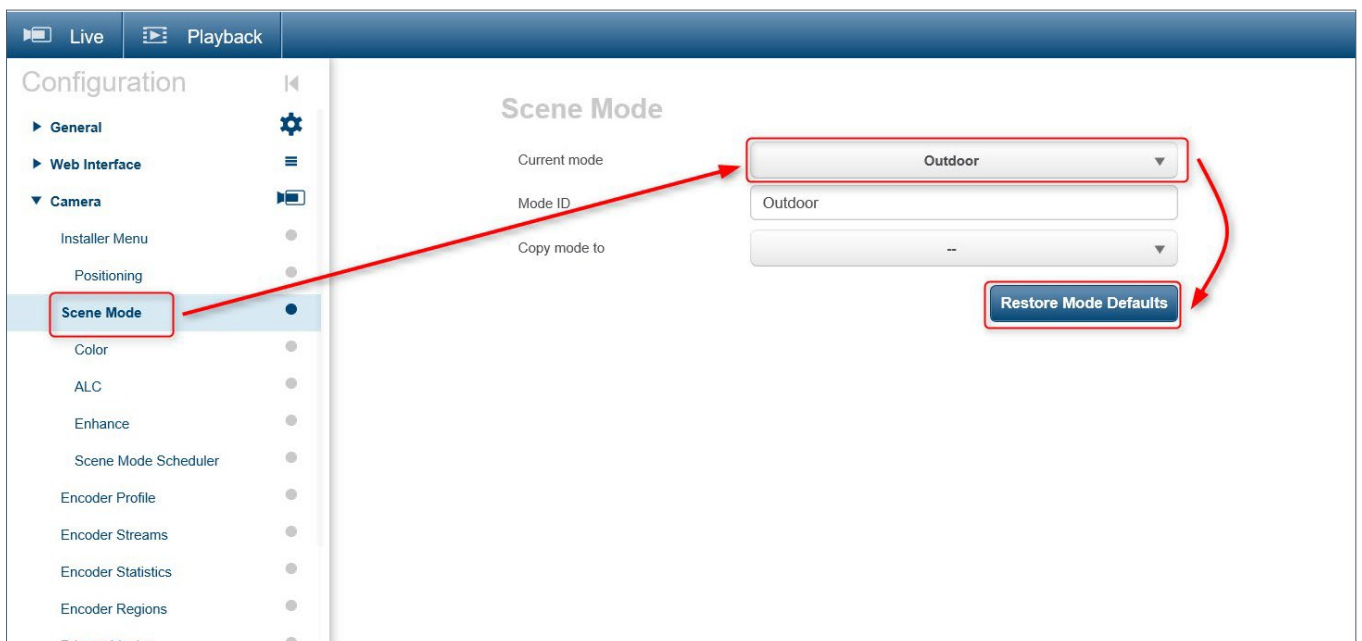 Live
Playback
Configuration
General
Web Interface
Camera
Installer Menu
Positioning
Scene Mode
Color
ALC
Enhance
Scene Mode Scheduler
Encoder Profile
Encoder Streams
Encoder Statistics
Encoder Regions
Scene Mode
Current mode
Outdoor
Mode ID
Outdoor
Copy mode to
--
Restore Mode Defaults